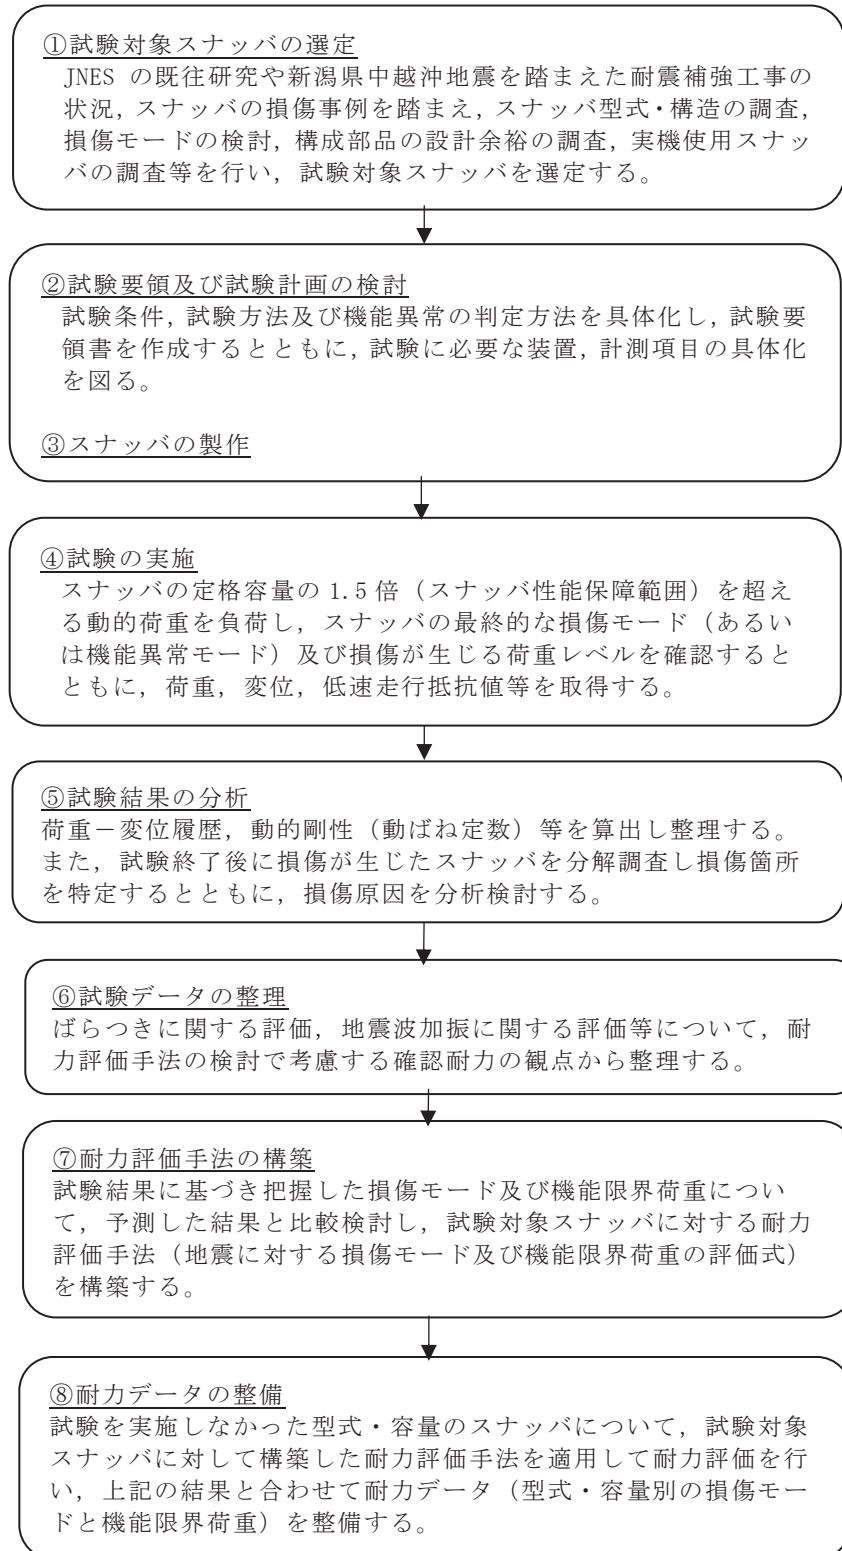 ①試験対象スナッバの選定
JNES の既往研究や新潟県中越沖地震を踏まえた耐震補強工事の
状況，スナッバの損傷事例を踏まえ，スナッバ型式・構造の調査，
損傷モードの検討，構成部品の設計余裕の調査，実機使用スナッ
バの調査等を行い，試験対象スナッバを選定する。
②試験要領及び試験計画の検討
試験条件，試験方法及び機能異常の判定方法を具体化し，試験要
領書を作成するとともに，試験に必要な装置，計測項目の具体化
を図る。
③スナッバの製作
④試験の実施
スナッバの定格容量の 1.5 倍（スナッバ性能保障範囲）を超え
る動的荷重を負荷し，スナッバの最終的な損傷モード（あるい
は機能異常モード）及び損傷が生じる荷重レベルを確認すると
ともに，荷重，変位，低速走行抵抗値等を取得する。
⑤試験結果の分析
荷重－変位履歴，動的剛性（動ばね定数）等を算出し整理する。
また，試験終了後に損傷が生じたスナッバを分解調査し損傷箇所
を特定するとともに，損傷原因を分析検討する。
⑥試験データの整理
ばらつきに関する評価，地震波加振に関する評価等について，耐
力評価手法の検討で考慮する確認耐力の観点から整理する。
⑦耐力評価手法の構築
試験結果に基づき把握した損傷モード及び機能限界荷重につい
て，予測した結果と比較検討し，試験対象スナッバに対する耐力
評価手法（地震に対する損傷モード及び機能限界荷重の評価式）
を構築する。
⑧耐力データの整備
試験を実施しなかった型式・容量のスナッバについて，試験対象
スナッバに対して構築した耐力評価手法を適用して耐力評価を行
い，上記の結果と合わせて耐力データ（型式・容量別の損傷モー
ドと機能限界荷重）を整備する。